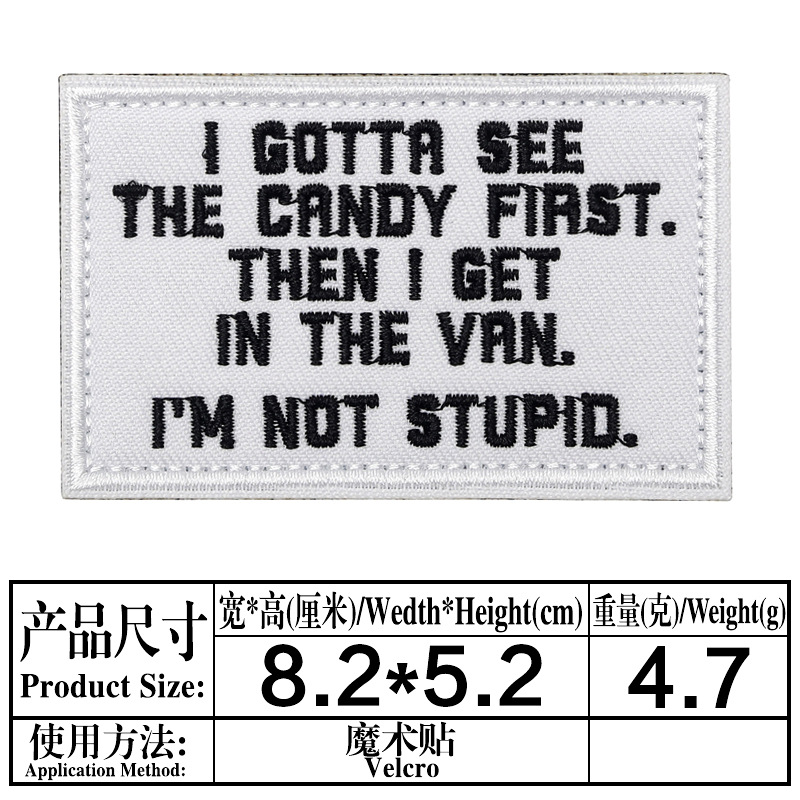 I GOTTA SEE
THE CANDY FIRST.
THEN I GET
IN THE VAN.
I'M NOT STUPID.
产品尺寸
Product Size:
宽*高(厘米)/Wedth*Height(cm)
重量(克)/Weight(g)
8.2*5.2
4.7
使用方法:
Application Method:
魔术贴
Velcro